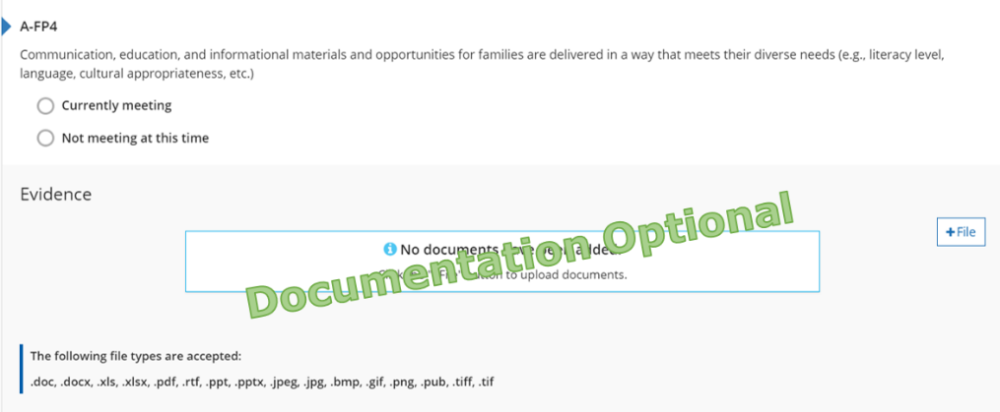 A-FP4
Communication, education, and informational materials and opportunities for families are delivered in a way that meets their diverse needs (e.g., literacy level,
language, cultural appropriateness, etc.)
Currently meeting
Not meeting at this time
Evidence
+File
No documents
to upload documents.
Documentation Optional
The following file types are accepted:
.doc, .docx, .xls, .xlsx, .pdf, .rtf, .ppt, .pptx, .jpeg, .jpg, .bmp, .gif, .png, .pub, .tiff, .tif